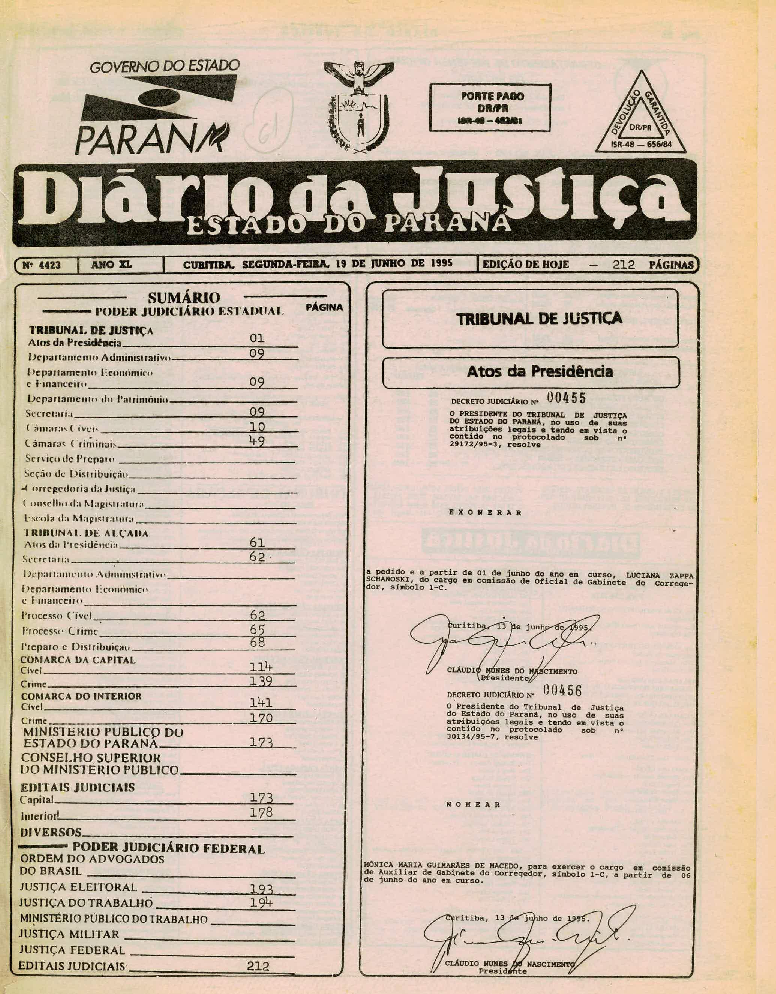 GOVERNO DO ESTADO
PARANÁ
61
PORTE PAGO
DR/PR
ISR-48 — 482/81
DEVOLUÇÃO GARANTIDA
DR/PR
ISR-48 — 656/84
Diário da Justiça
ESTADO DO PARANÁ
Nº 4423 ANO XL CURITIBA, SEGUNDA-FEIRA, 19 DE JUNHO DE 1995 EDIÇÃO DE HOJE — 212 PÁGINAS
SUMÁRIO
PODER JUDICIÁRIO ESTADUAL PÁGINA
TRIBUNAL DE JUSTIÇA
Atos da Presidência 01
Departamento Administrativo 09
Departamento Econômico
e Financeiro 09
Departamento do Patrimônio
Secretaria 09
Câmaras Cíveis 10
Câmaras Criminais 49
Serviço de Preparo
Seção de Distribuição
Corregedoria da Justiça
Conselho da Magistratura
Escola da Magistratura
TRIBUNAL DE ALÇADA
Atos da Presidência 61
Secretaria 62
Departamento Administrativo
Departamento Econômico
e Financeiro
Processo Cível 62
Processo Crime 65
Preparo e Distribuição 68
COMARCA DA CAPITAL
Cível 114
Crime 139
COMARCA DO INTERIOR
Cível 141
Crime 170
MINISTÉRIO PÚBLICO DO
ESTADO DO PARANÁ 173
CONSELHO SUPERIOR
DO MINISTÉRIO PÚBLICO
EDITAIS JUDICIAIS
Capital 173
Interior 178
DIVERSOS
PODER JUDICIÁRIO FEDERAL
ORDEM DO ADVOGADOS
DO BRASIL
JUSTIÇA ELEITORAL 193
JUSTIÇA DO TRABALHO 194
MINISTÉRIO PÚBLICO DO TRABALHO
JUSTIÇA MILITAR
JUSTIÇA FEDERAL
EDITAIS JUDICIAIS 212
TRIBUNAL DE JUSTIÇA
Atos da Presidência
DECRETO JUDICIÁRIO Nº 00455
O PRESIDENTE DO TRIBUNAL DE JUSTIÇA
DO ESTADO DO PARANÁ, no uso de suas
atribuições legais e tendo em vista o
contido no protocolado sob nº
29172/95-3, resolve
E X O N E R A R
a pedido e a partir de 01 de junho do ano em curso, LUCIANA ZAPPA
SCHANOSKI, do cargo em comissão de Oficial de Gabinete do Correge-
dor, símbolo 1-C.
Curitiba, 13 de junho de 1995.
CLÁUDIO NUNES DO NASCIMENTO
Presidente
DECRETO JUDICIÁRIO Nº 00456
O Presidente do Tribunal de Justiça
do Estado do Paraná, no uso de suas
atribuições legais e tendo em vista o
contido no protocolado sob nº
30134/95-7, resolve
N O M E A R
MÔNICA MARIA GUIMARÃES DE MACEDO, para exercer o cargo em comissão
de Auxiliar de Gabinete do Corregedor, símbolo 1-C, a partir de 06
de junho do ano em curso.
Curitiba, 13 de junho de 1995.
CLÁUDIO NUNES DO NASCIMENTO
Presidente